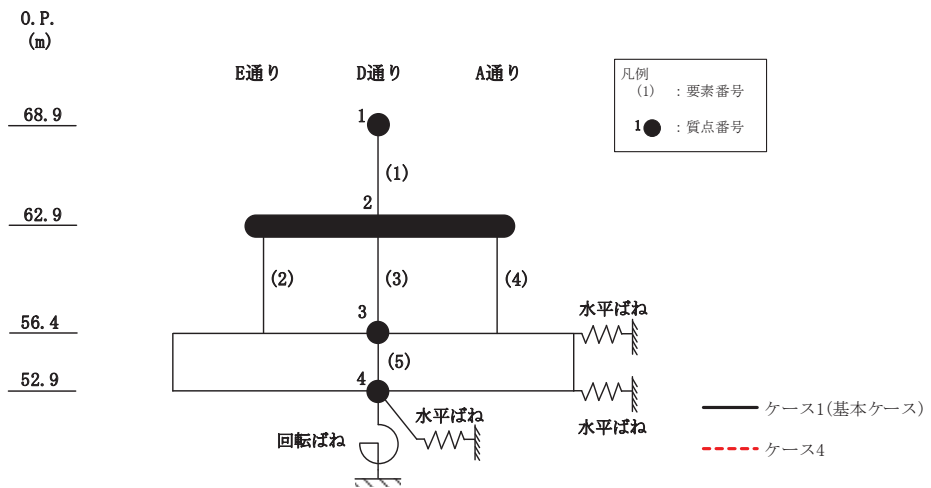 O.P.
(m)
E通り D通り A通り
凡例
(1) : 要素番号
1 : 質点番号
68.9
1
(1)
2
62.9
(2) (3) (4)
水平ばね
3
56.4
(5)
52.9
4
水平ばね
水平ばね
回転ばね
ケース1(基本ケース)
ケース4